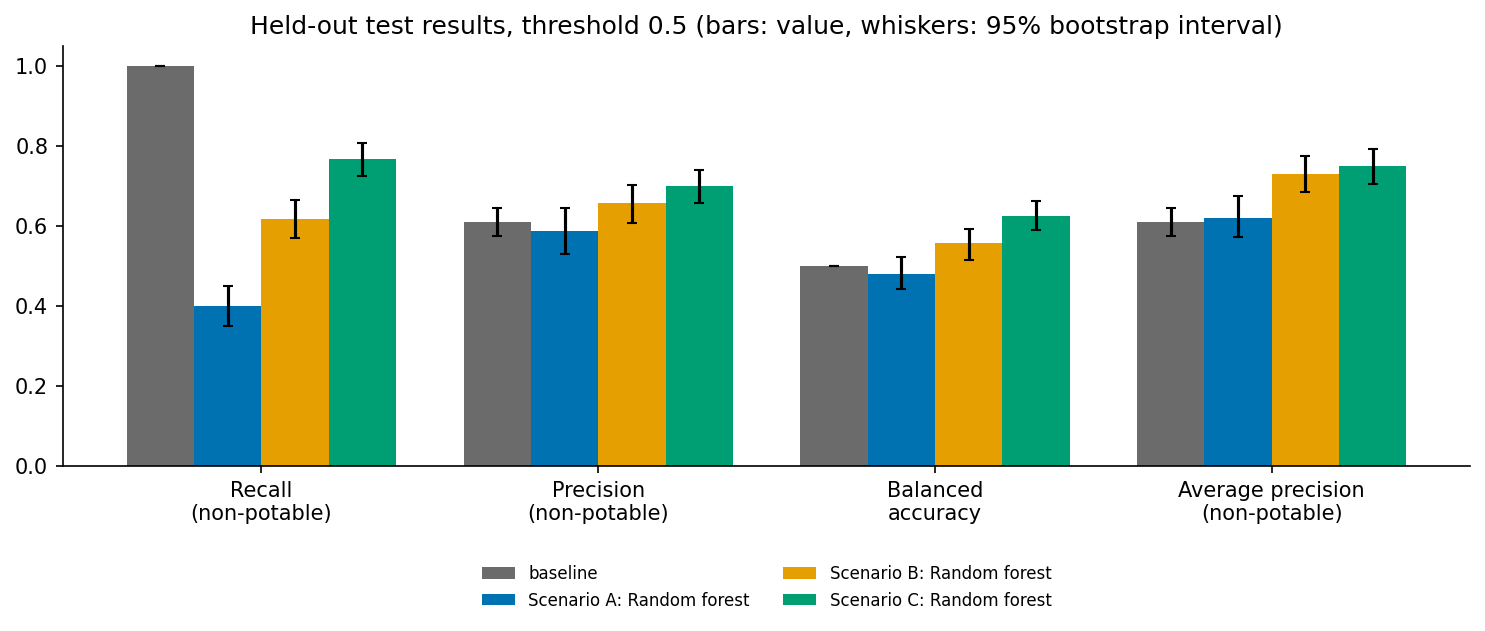 Held-out test results, threshold 0.5 (bars: value, whiskers: 95% bootstrap interval)
1.0
0.8
0.6
0.4
0.2
0.0
Recall
(non-potable)
Precision
(non-potable)
Balanced
accuracy
Average precision
(non-potable)
baseline
Scenario A: Random forest
Scenario B: Random forest
Scenario C: Random forest